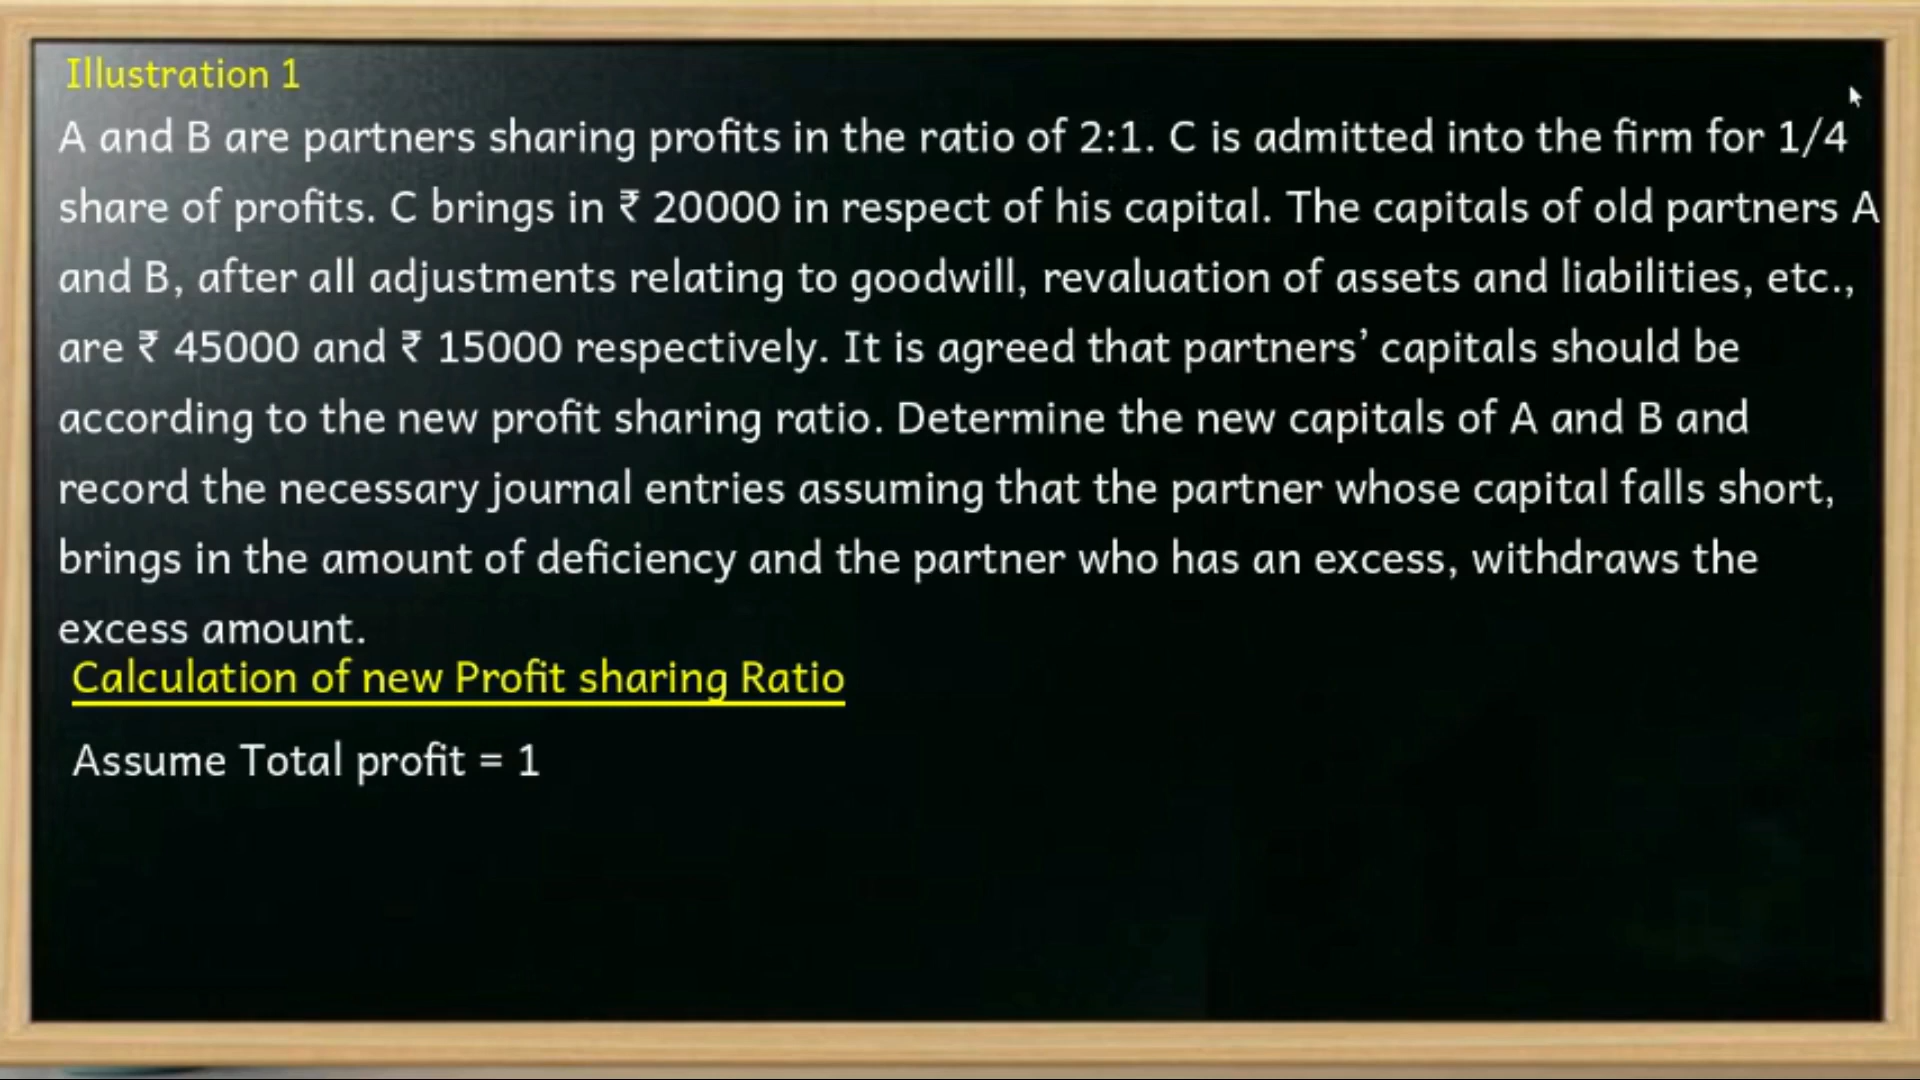 Illustration 1
A and B are partners sharing profits in the ratio of 2:1. C is admitted into the firm for 1/4
share of profits. C brings in ₹ 20000 in respect of his capital. The capitals of old partners A
and B, after all adjustments relating to goodwill, revaluation of assets and liabilities, etc.,
are ₹ 45000 and ₹ 15000 respectively. It is agreed that partners’ capitals should be
according to the new profit sharing ratio. Determine the new capitals of A and B and
record the necessary journal entries assuming that the partner whose capital falls short,
brings in the amount of deficiency and the partner who has an excess, withdraws the
excess amount.
Calculation of new Profit sharing Ratio
Assume Total profit = 1